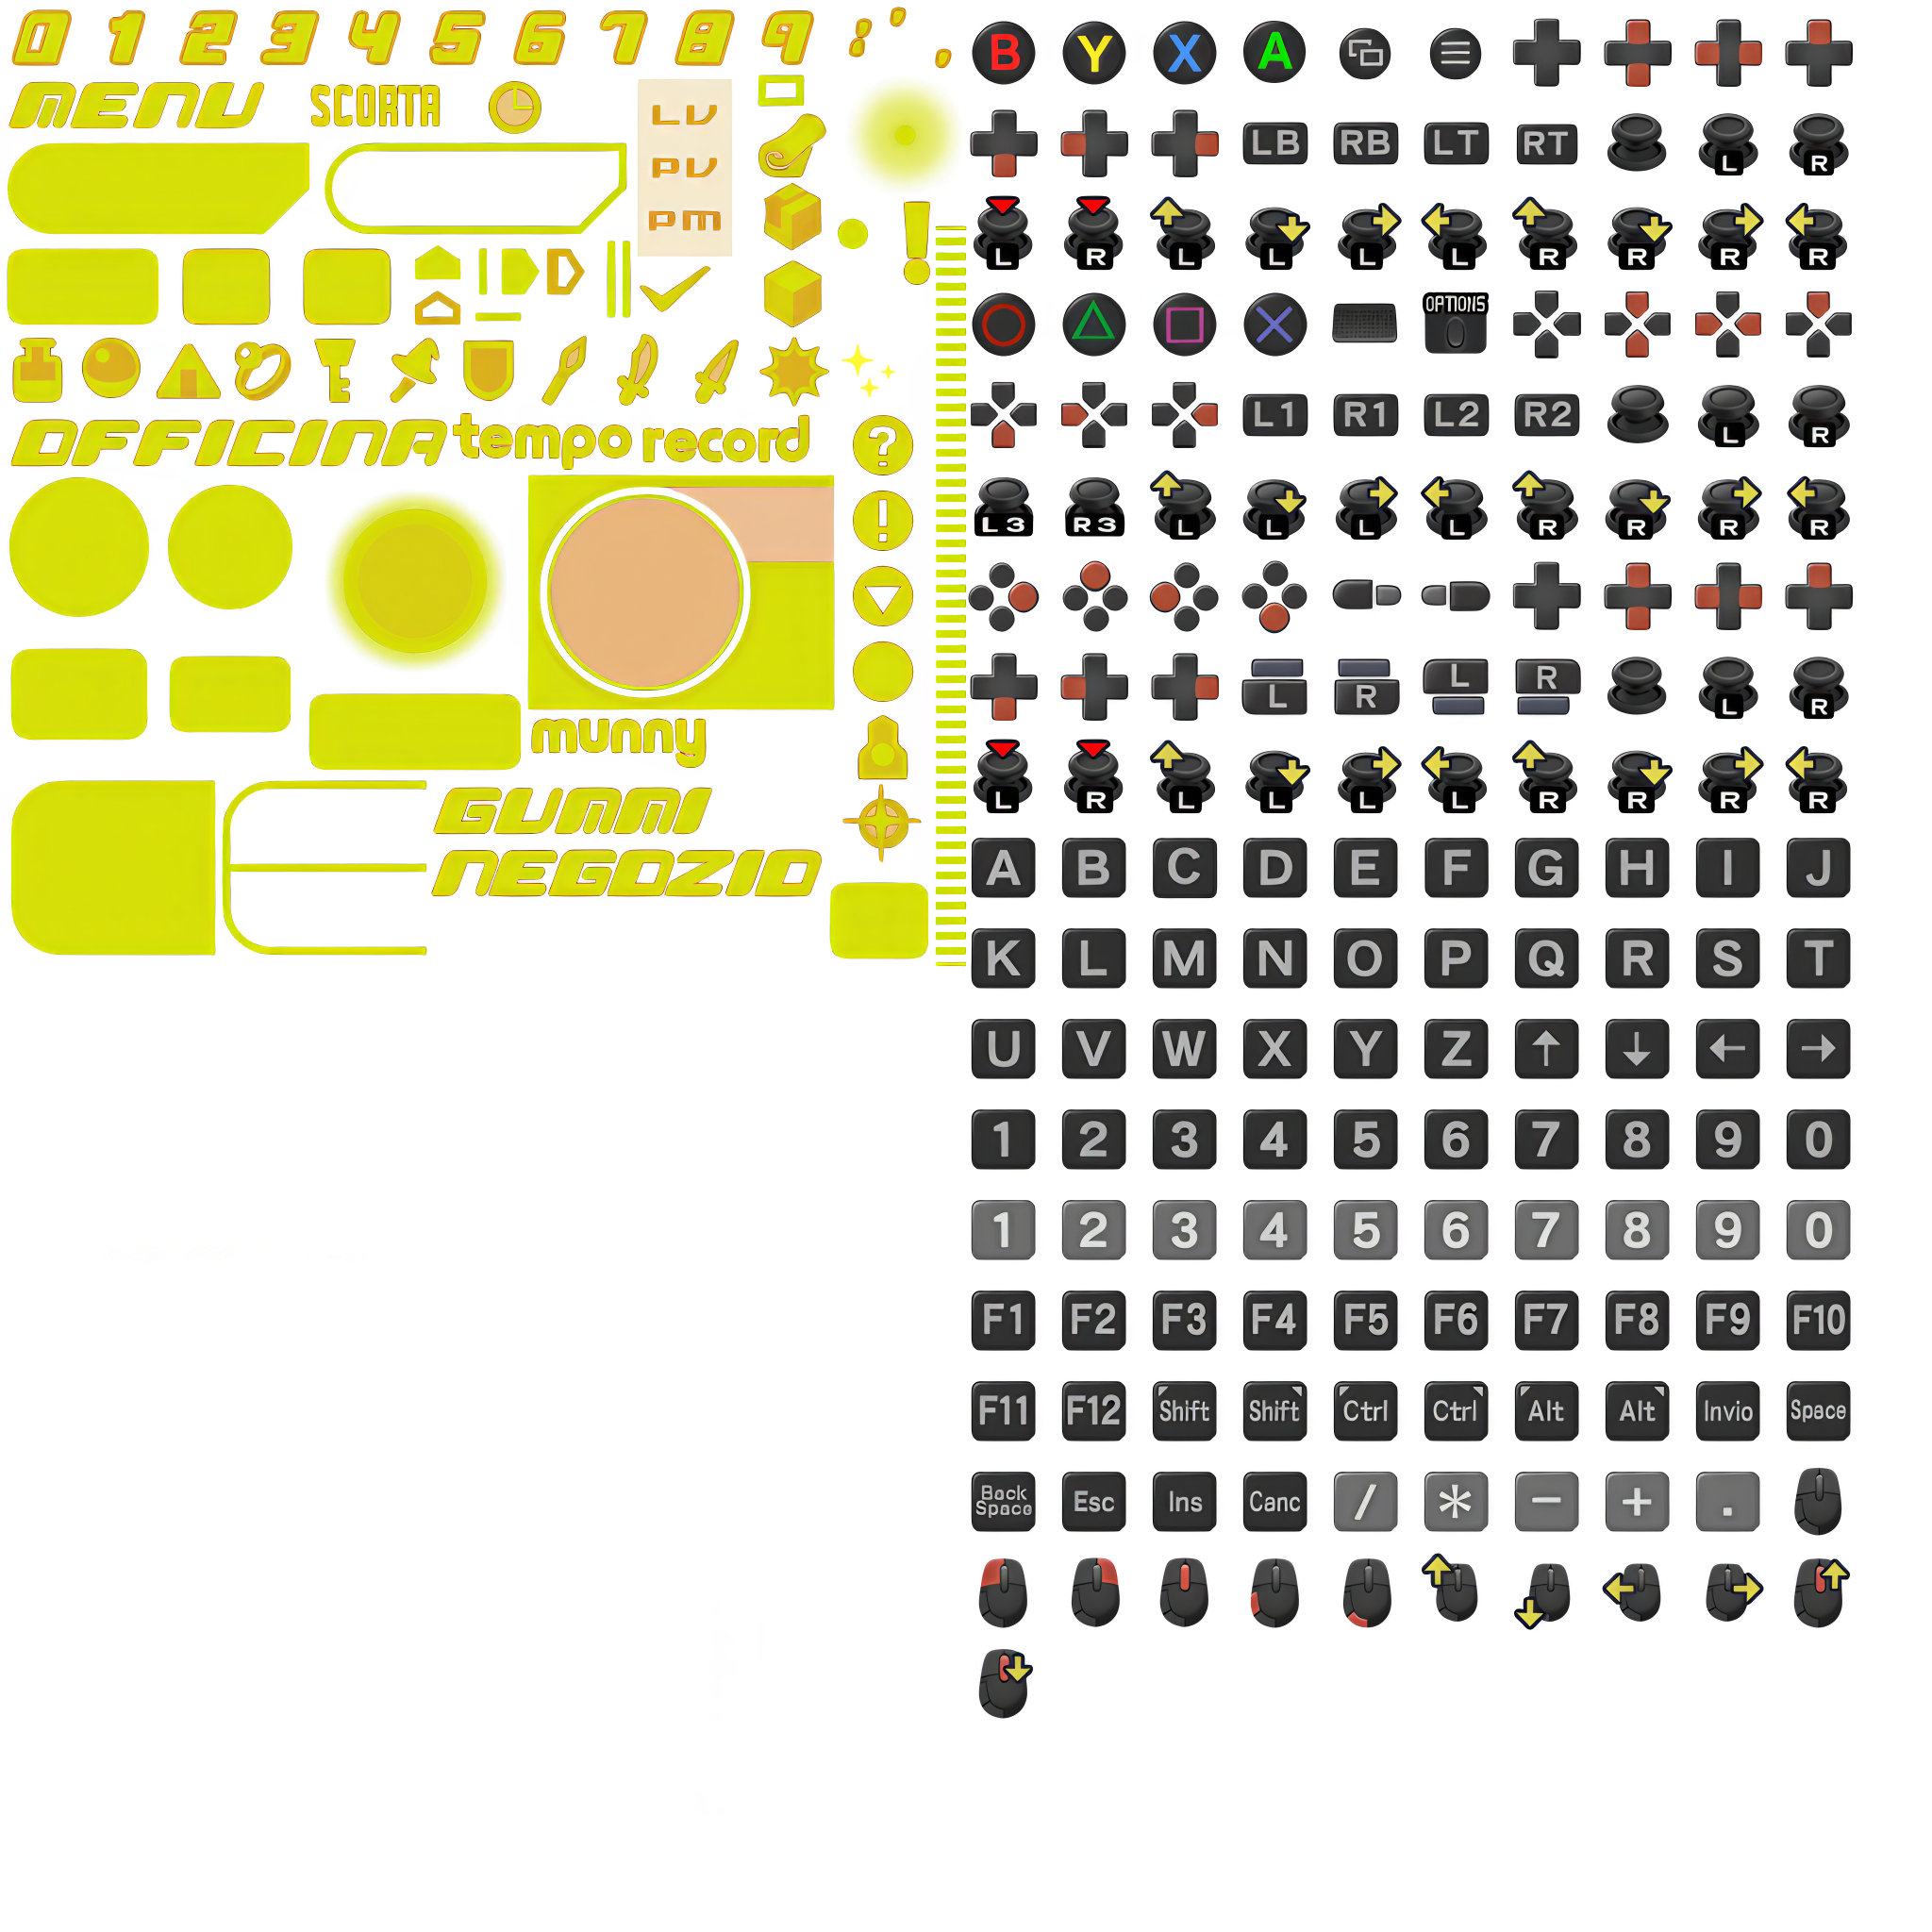 0 1 2 3 4 5 6 7 8 9 : ' ,
MENU SCORTA
LV
PV
PM
!
OFFICINA tempo record
?
!
munny
GUMMI
NEGOZIO
B Y X A
LB RB LT RT L R
L R L L L L R R R R
OPTIONS
L1 R1 L2 R2 L R
L3 R3 L L L L R R R R
L R L R L R
L R L L L L R R R R
A B C D E F G H I J
K L M N O P Q R S T
U V W X Y Z ↑ ↓ ← →
1 2 3 4 5 6 7 8 9 0
1 2 3 4 5 6 7 8 9 0
F1 F2 F3 F4 F5 F6 F7 F8 F9 F10
F11 F12 Shift Shift Ctrl Ctrl Alt Alt Invio Space
Back Space Esc Ins Canc / * - + .